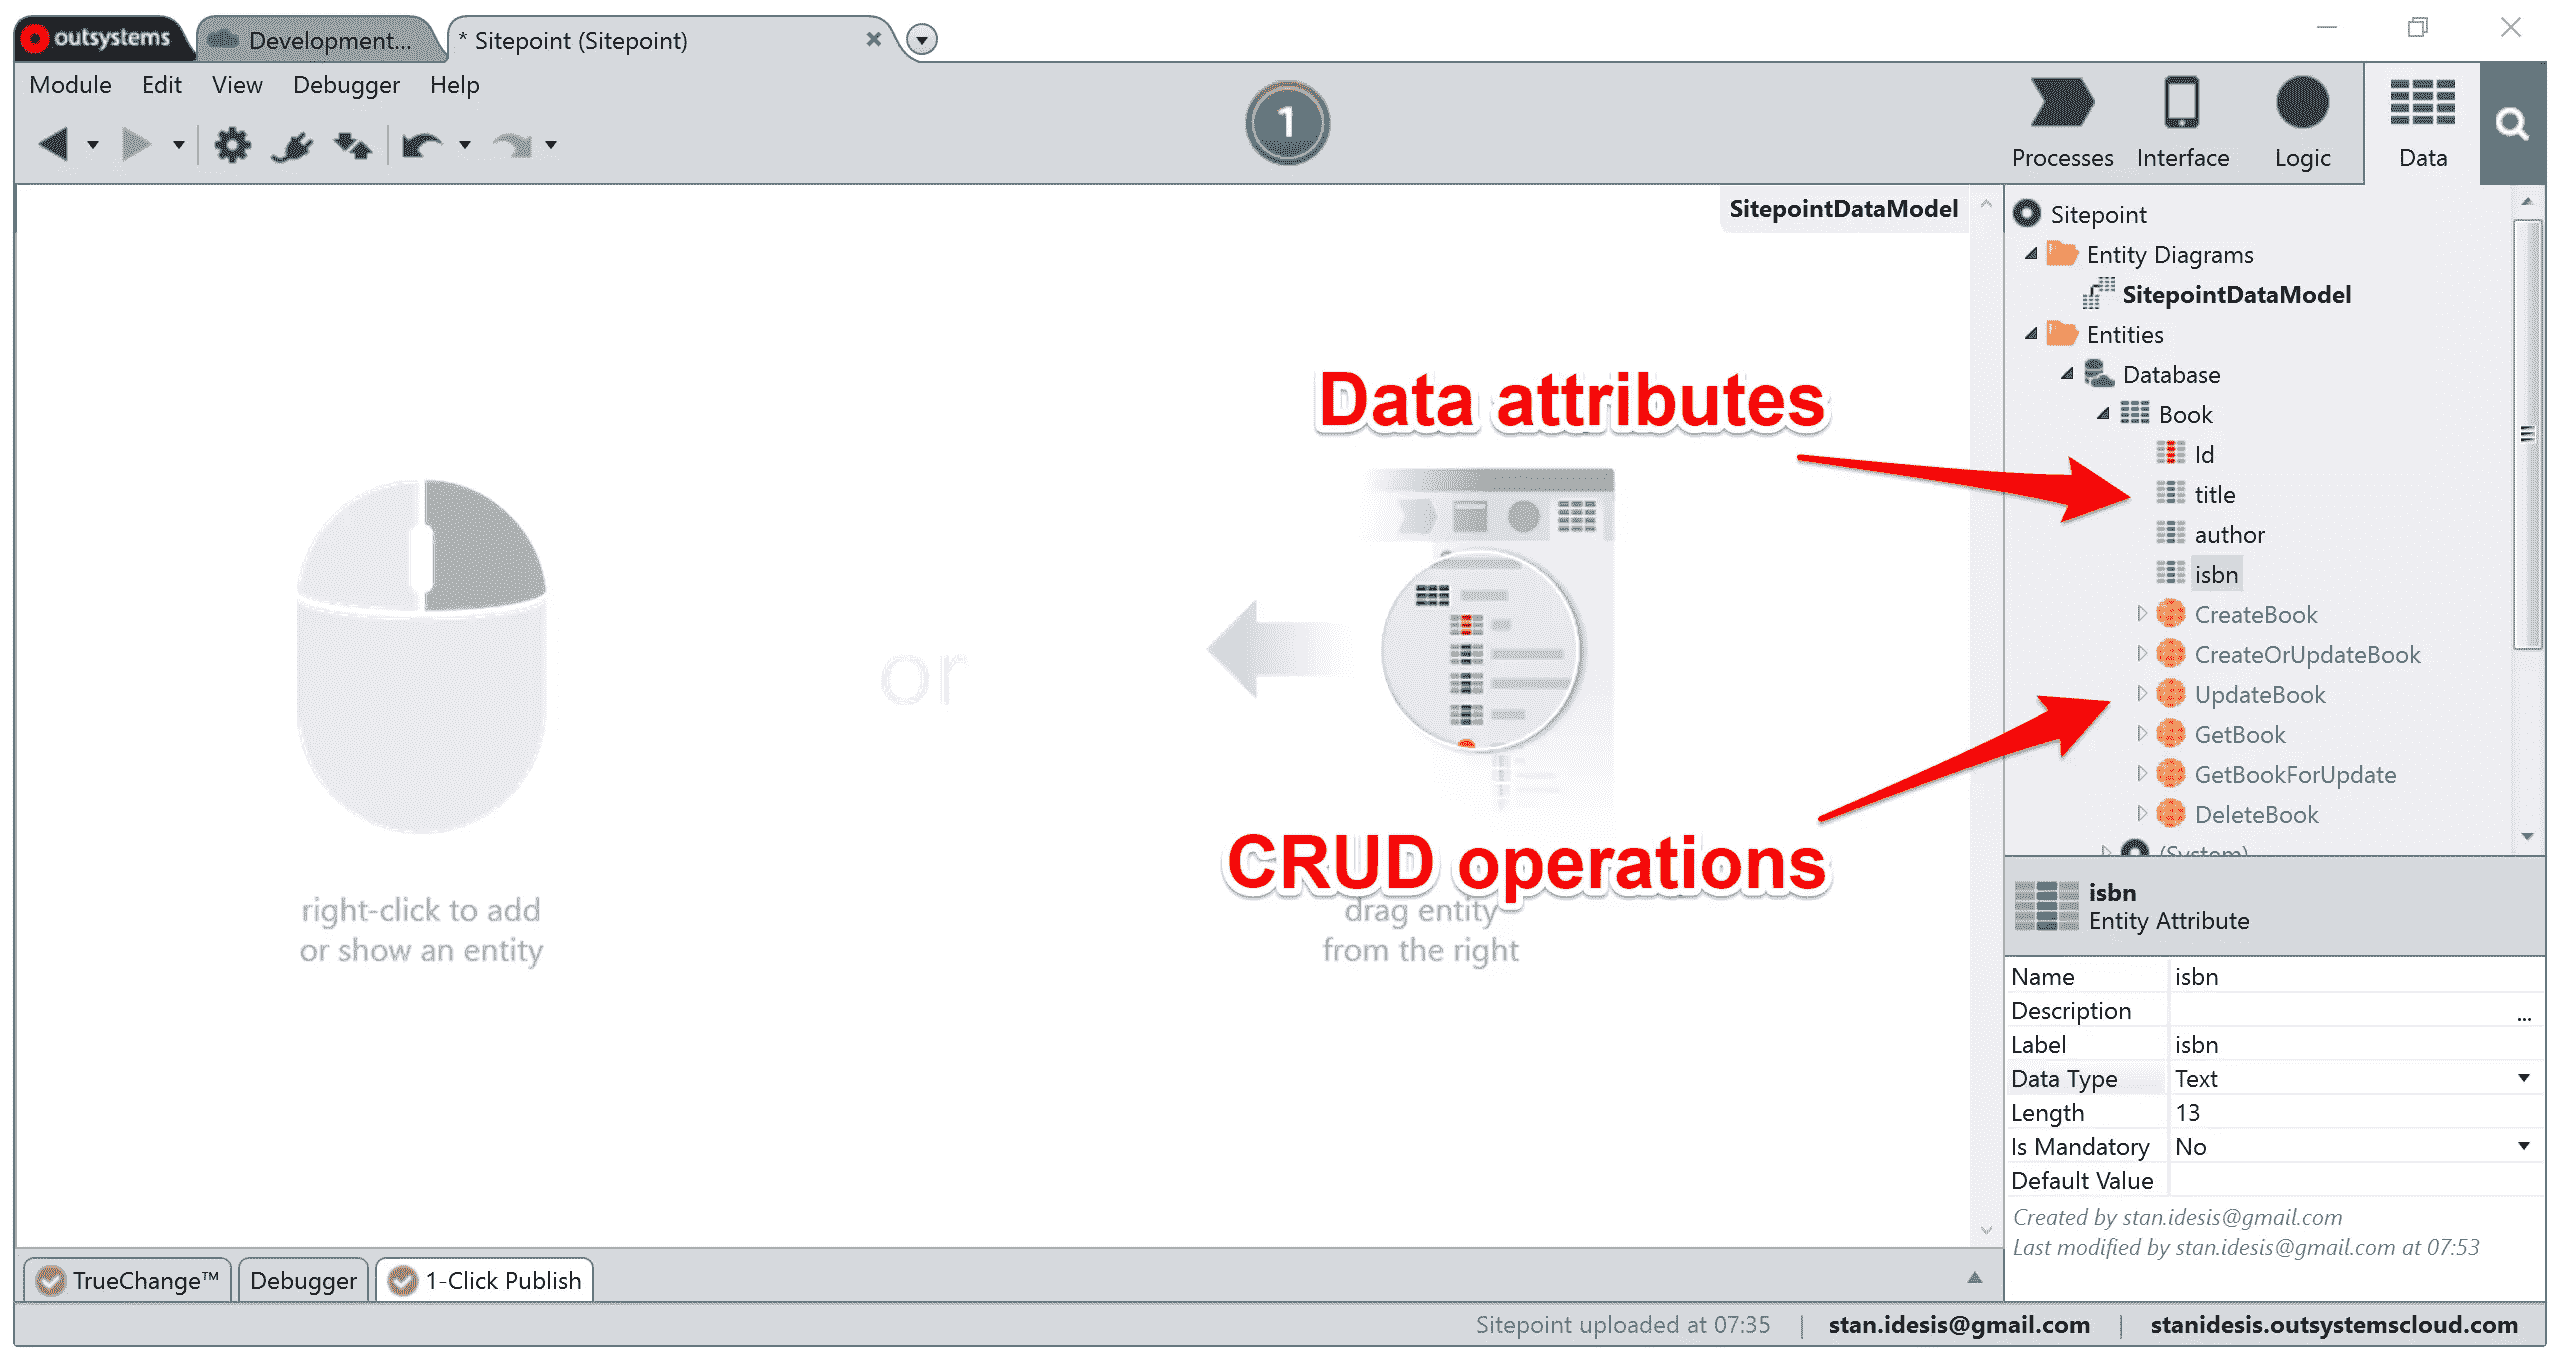 outsystems
Development...
* Sitepoint (Sitepoint)
Module Edit View Debugger Help
1
Processes Interface Logic Data
SitepointDataModel
Sitepoint
Entity Diagrams
SitepointDataModel
Entities
Database
Book
Id
title
author
isbn
CreateBook
CreateOrUpdateBook
UpdateBook
GetBook
GetBookForUpdate
DeleteBook
(System)
Data attributes
CRUD operations
or
right-click to add
or show an entity
drag entity
from the right
isbn
Entity Attribute
Name isbn
Description ...
Label isbn
Data Type Text
Length 13
Is Mandatory No
Default Value
Created by stan.idesis@gmail.com
Last modified by stan.idesis@gmail.com at 07:53
TrueChange™ Debugger 1-Click Publish
Sitepoint uploaded at 07:35 | stan.idesis@gmail.com | stanidesis.outsystemscloud.com